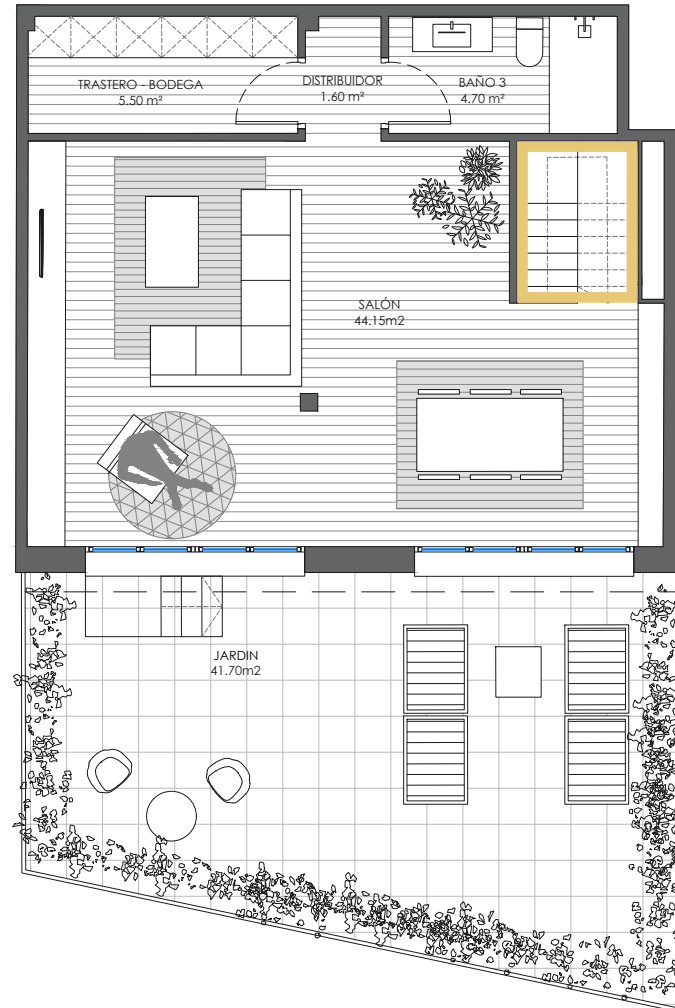 TRASTERO - BODEGA
5.50 m²
DISTRIBUIDOR
1.60 m²
BAÑO 3
4.70 m²
SALÓN
44.15m2
JARDIN
41.70m2